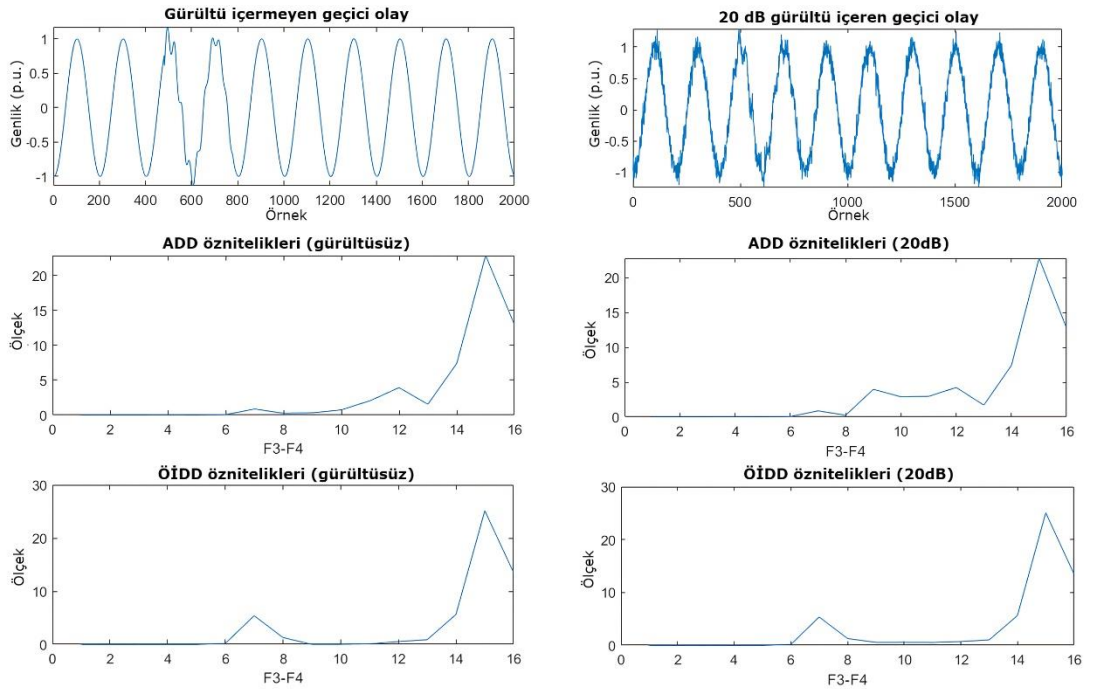 Gürültü içermeyen geçici olay
Genlik (p.u.)
1
0.5
0
-0.5
-1
0 200 400 600 800 1000 1200 1400 1600 1800 2000
Örnek
20 dB gürültü içeren geçici olay
Genlik (p.u.)
1
0.5
0
-0.5
-1
0 500 1000 1500 2000
Örnek
ADD öznitelikleri (gürültüsüz)
Ölçek
20
15
10
5
0
0 2 4 6 8 10 12 14 16
F3-F4
ADD öznitelikleri (20dB)
Ölçek
20
15
10
5
0
0 2 4 6 8 10 12 14 16
F3-F4
ÖİDD öznitelikleri (gürültüsüz)
Ölçek
30
20
10
0
0 2 4 6 8 10 12 14 16
F3-F4
ÖİDD öznitelikleri (20dB)
Ölçek
30
20
10
0
0 2 4 6 8 10 12 14 16
F3-F4